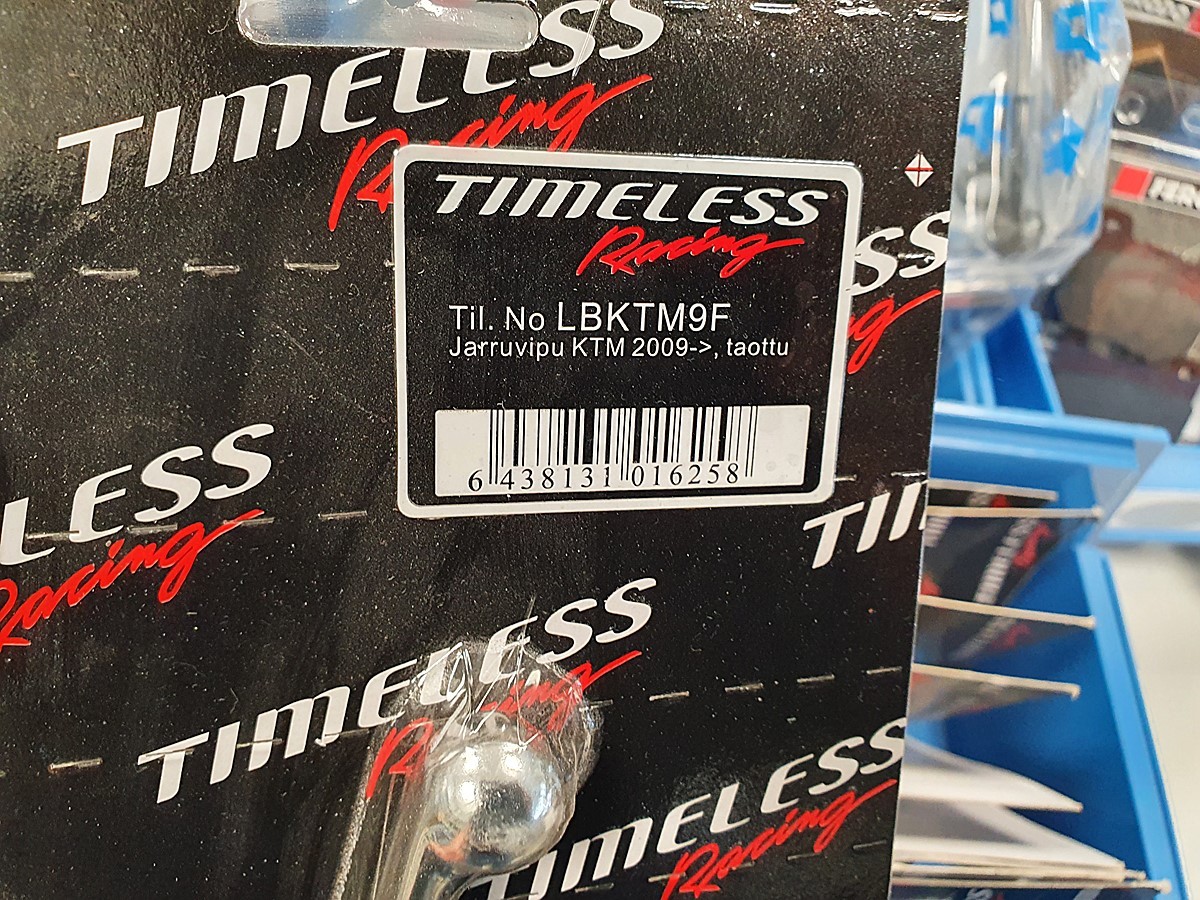 TIMELESS
Racing
TIMELESS
Racing
Til. No LBKTM9F
Jarruvipu KTM 2009->, taottu
6 438131 016258
SS
LESS
Racing
TIMELESS
Racing
TIMELESS
Racing